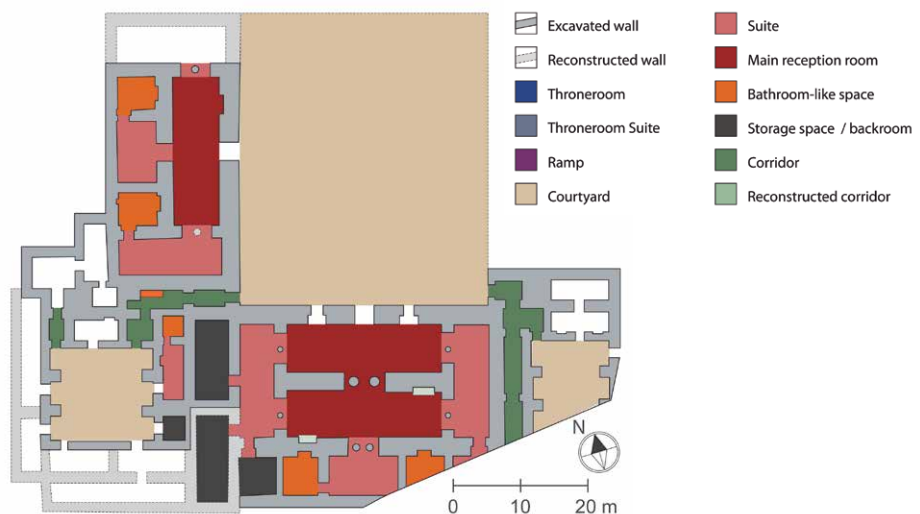 Excavated wall
Reconstructed wall
Throneroom
Throneroom Suite
Ramp
Courtyard
Suite
Main reception room
Bathroom-like space
Storage space / backroom
Corridor
Reconstructed corridor
N
0 10 20 m